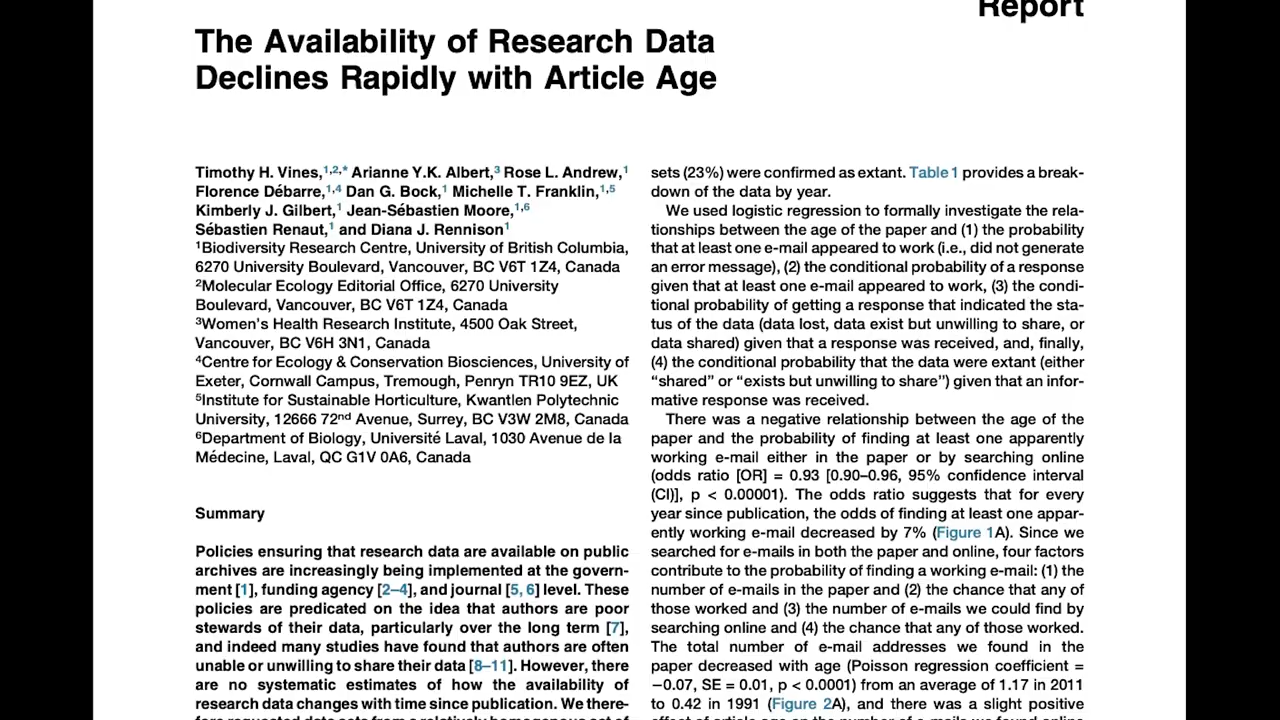 Report
The Availability of Research Data
Declines Rapidly with Article Age
Timothy H. Vines,1,2,* Arianne Y.K. Albert,3 Rose L. Andrew,1
Florence Débarre,1,4 Dan G. Bock,1 Michelle T. Franklin,1,5
Kimberly J. Gilbert,1 Jean-Sébastien Moore,1,6
Sébastien Renaut,1 and Diana J. Rennison1
1Biodiversity Research Centre, University of British Columbia,
6270 University Boulevard, Vancouver, BC V6T 1Z4, Canada
2Molecular Ecology Editorial Office, 6270 University
Boulevard, Vancouver, BC V6T 1Z4, Canada
3Women's Health Research Institute, 4500 Oak Street,
Vancouver, BC V6H 3N1, Canada
4Centre for Ecology & Conservation Biosciences, University of
Exeter, Cornwall Campus, Tremough, Penryn TR10 9EZ, UK
5Institute for Sustainable Horticulture, Kwantlen Polytechnic
University, 12666 72nd Avenue, Surrey, BC V3W 2M8, Canada
6Department of Biology, Université Laval, 1030 Avenue de la
Médecine, Laval, QC G1V 0A6, Canada
Summary
Policies ensuring that research data are available on public
archives are increasingly being implemented at the govern-
ment [1], funding agency [2–4], and journal [5, 6] level. These
policies are predicated on the idea that authors are poor
stewards of their data, particularly over the long term [7],
and indeed many studies have found that authors are often
unable or unwilling to share their data [8–11]. However, there
are no systematic estimates of how the availability of
research data changes with time since publication. We there-
fore requested data sets from a relatively homogenous set of
sets (23%) were confirmed as extant. Table 1 provides a break-
down of the data by year.
We used logistic regression to formally investigate the rela-
tionships between the age of the paper and (1) the probability
that at least one e-mail appeared to work (i.e., did not generate
an error message), (2) the conditional probability of a response
given that at least one e-mail appeared to work, (3) the condi-
tional probability of getting a response that indicated the sta-
tus of the data (data lost, data exist but unwilling to share, or
data shared) given that a response was received, and, finally,
(4) the conditional probability that the data were extant (either
“shared” or “exists but unwilling to share”) given that an infor-
mative response was received.
There was a negative relationship between the age of the
paper and the probability of finding at least one apparently
working e-mail either in the paper or by searching online
(odds ratio [OR] = 0.93 [0.90–0.96, 95% confidence interval
(CI)], p < 0.00001). The odds ratio suggests that for every
year since publication, the odds of finding at least one appar-
ently working e-mail decreased by 7% (Figure 1A). Since we
searched for e-mails in both the paper and online, four factors
contribute to the probability of finding a working e-mail: (1) the
number of e-mails in the paper and (2) the chance that any of
those worked and (3) the number of e-mails we could find by
searching online and (4) the chance that any of those worked.
The total number of e-mail addresses we found in the
paper decreased with age (Poisson regression coefficient =
−0.07, SE = 0.01, p < 0.0001) from an average of 1.17 in 2011
to 0.42 in 1991 (Figure 2A), and there was a slight positive
effect of article age on the number of e-mails we found online